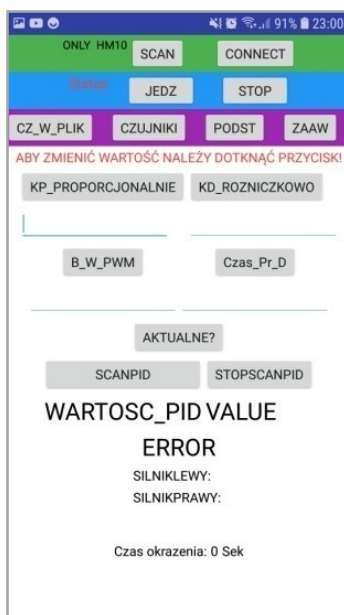 91% 23:00
ONLY HM10 SCAN CONNECT
Status JEDZ STOP
CZ_W_PLIK CZUJNIKI PODST ZAAW
ABY ZMIENIĆ WARTOŚĆ NALEŻY DOTKNĄĆ PRZYCISK!
KP_PROPORCJONALNIE KD_ROZNICZKOWO
B_W_PWM Czas_Pr_D
AKTUALNE?
SCANPID STOPSCANPID
WARTOSC_PID VALUE
ERROR
SILNIKLEWY:
SILNIKPRAWY:
Czas okrazenia: 0 Sek